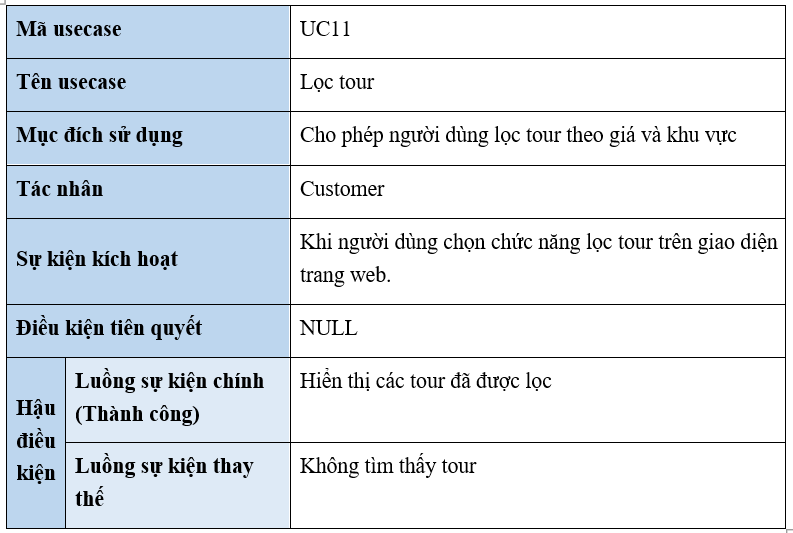 Mã usecase
UC11
Tên usecase
Lọc tour
Mục đích sử dụng
Cho phép người dùng lọc tour theo giá và khu vực
Tác nhân
Customer
Sự kiện kích hoạt
Khi người dùng chọn chức năng lọc tour trên giao diện
trang web.
Điều kiện tiên quyết
NULL
Hậu
điều
kiện
Luồng sự kiện chính
(Thành công)
Hiển thị các tour đã được lọc
Luồng sự kiện thay
thế
Không tìm thấy tour